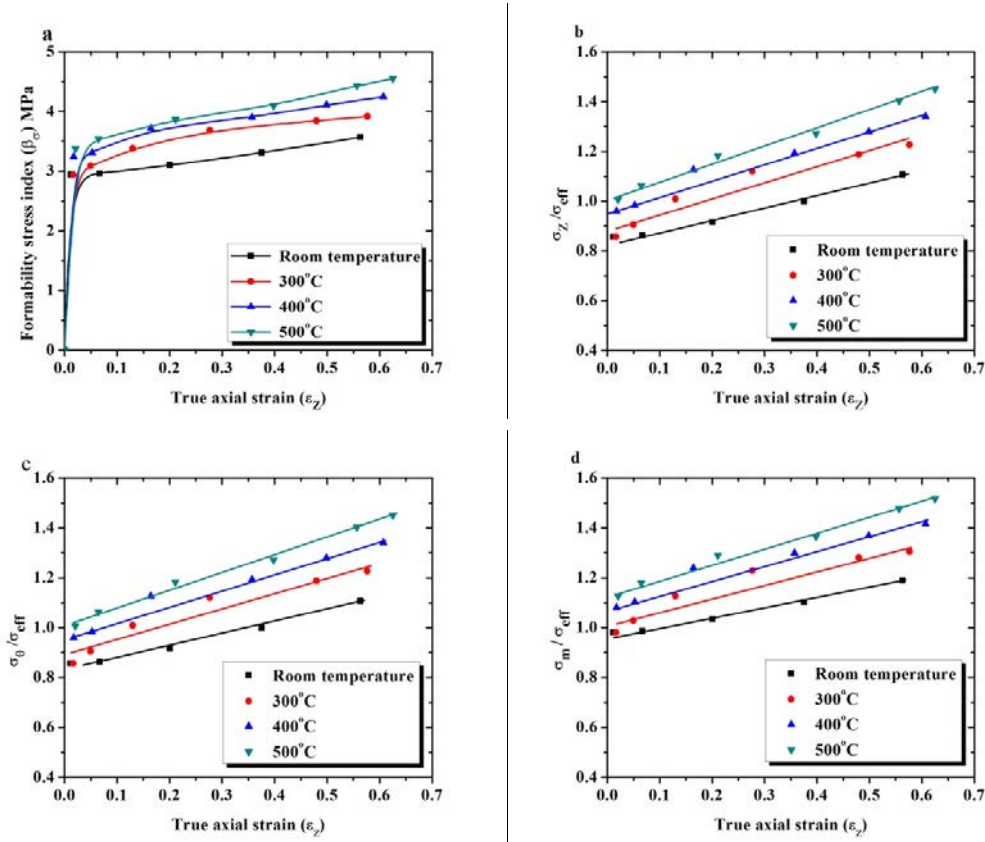 a
Formability stress index (βσ) MPa
5
4
3
2
1
0
0.0 0.1 0.2 0.3 0.4 0.5 0.6 0.7
True axial strain (εZ)
Room temperature
300°C
400°C
500°C
b
σZ/σeff
1.6
1.4
1.2
1.0
0.8
0.6
0.4
0.0 0.1 0.2 0.3 0.4 0.5 0.6 0.7
True axial strain (εZ)
Room temperature
300°C
400°C
500°C
c
σθ/σeff
1.6
1.4
1.2
1.0
0.8
0.6
0.4
0.0 0.1 0.2 0.3 0.4 0.5 0.6 0.7
True axial strain (εZ)
Room temperature
300°C
400°C
500°C
d
σm/ σeff
1.6
1.4
1.2
1.0
0.8
0.6
0.4
0.0 0.1 0.2 0.3 0.4 0.5 0.6 0.7
True axial strain (εZ)
Room temperature
300°C
400°C
500°C